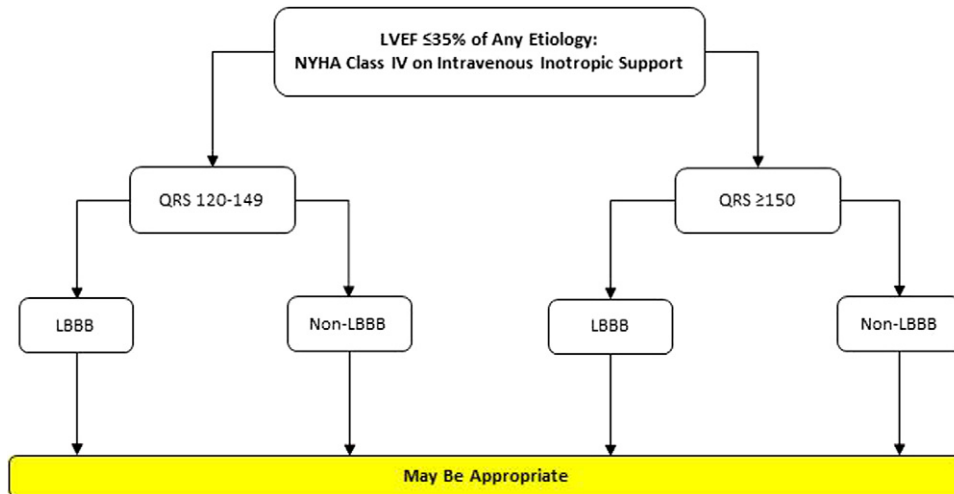 LVEF ≤35% of Any Etiology:
NYHA Class IV on Intravenous Inotropic Support
QRS 120-149
QRS ≥150
LBBB
Non-LBBB
LBBB
Non-LBBB
May Be Appropriate